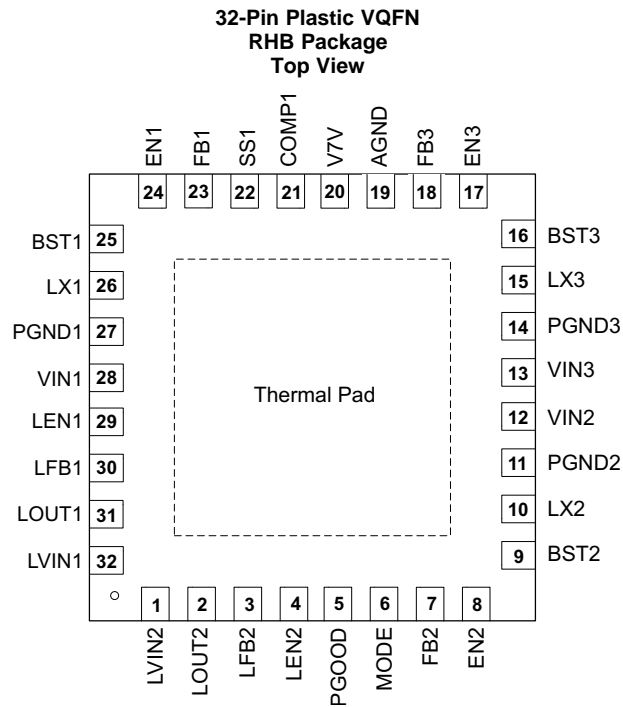 32-Pin Plastic VQFN
RHB Package
Top View
EN1
FB1
SS1
COMP1
V7V
AGND
FB3
EN3
24 23 22 21 20 19 18 17
BST1 25
LX1 26
PGND1 27
VIN1 28
LEN1 29
LFB1 30
LOUT1 31
LVIN1 32
Thermal Pad
16 BST3
15 LX3
14 PGND3
13 VIN3
12 VIN2
11 PGND2
10 LX2
9 BST2
1 2 3 4 5 6 7 8
LVIN2
LOUT2
LFB2
LEN2
PGOOD
MODE
FB2
EN2